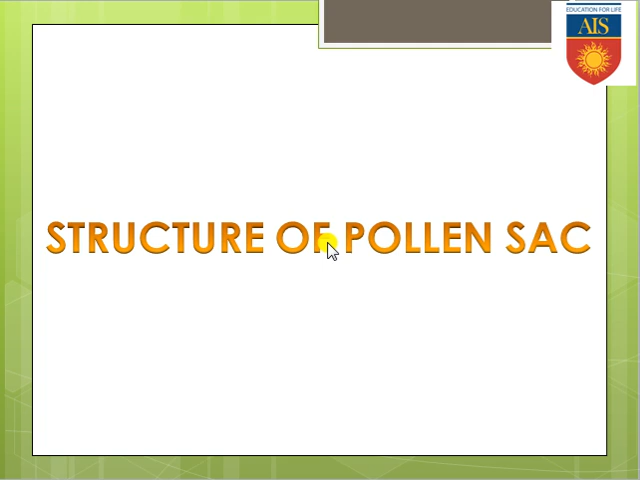 EDUCATION FOR LIFE
AIS
STRUCTURE OF POLLEN SAC